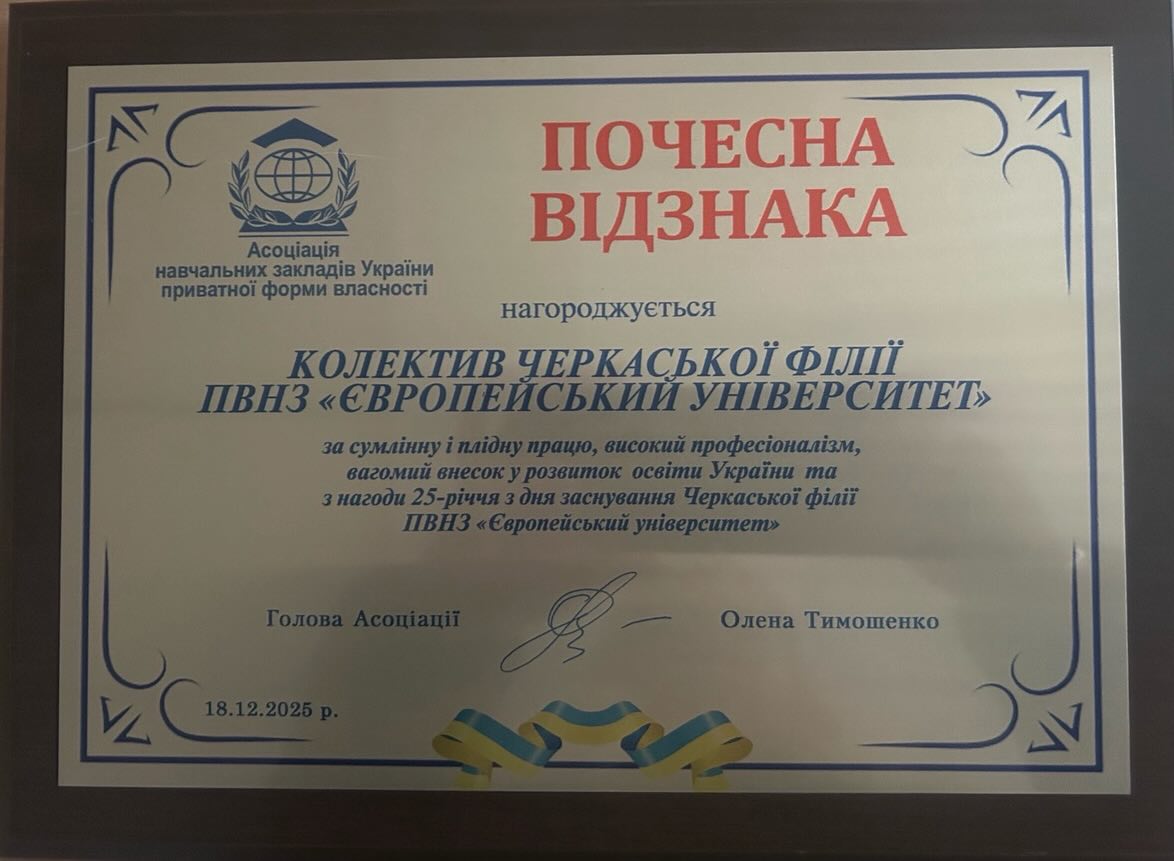 Асоціація
навчальних закладів України
приватної форми власності
ПОЧЕСНА
ВІДЗНАКА
нагороджується
КОЛЕКТИВ ЧЕРКАСЬКОЇ ФІЛІЇ
ПВНЗ «ЄВРОПЕЙСЬКИЙ УНІВЕРСИТЕТ»
за сумлінну і плідну працю, високий професіоналізм,
вагомий внесок у розвиток освіти України та
з нагоди 25-річчя з дня заснування Черкаської філії
ПВНЗ «Європейський університет»
Голова Асоціації Олена Тимошенко
18.12.2025 р.